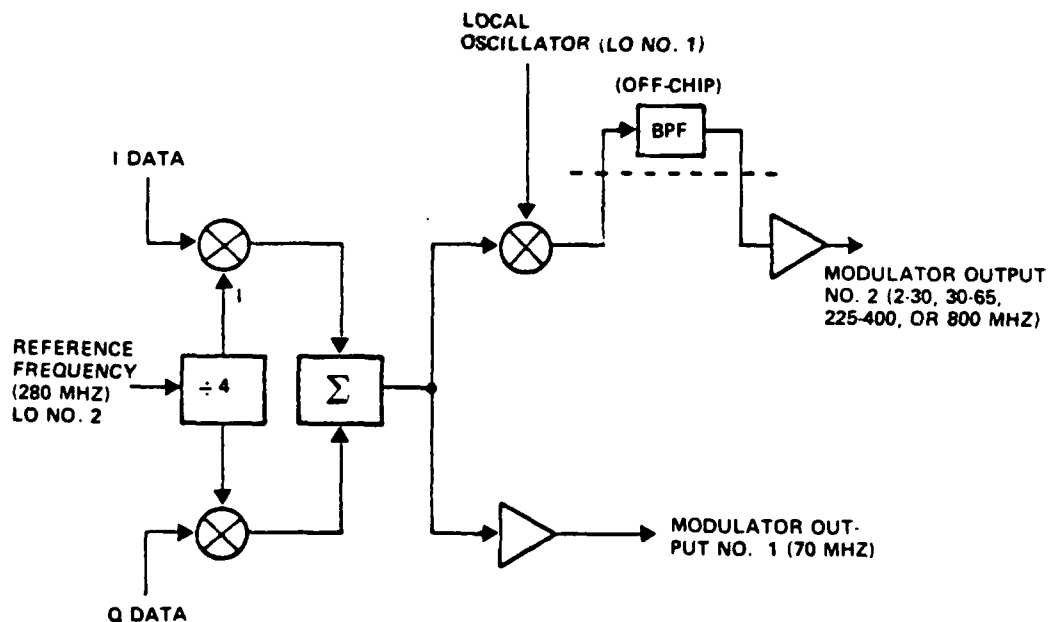 LOCAL
OSCILLATOR (LO NO. 1)
(OFF-CHIP)
BPF
I DATA
I
MODULATOR OUTPUT
NO. 2 (2-30, 30-65,
225-400, OR 800 MHZ)
REFERENCE
FREQUENCY
(280 MHZ)
LO NO. 2
÷4
Σ
MODULATOR OUT-
PUT NO. 1 (70 MHZ)
Q DATA